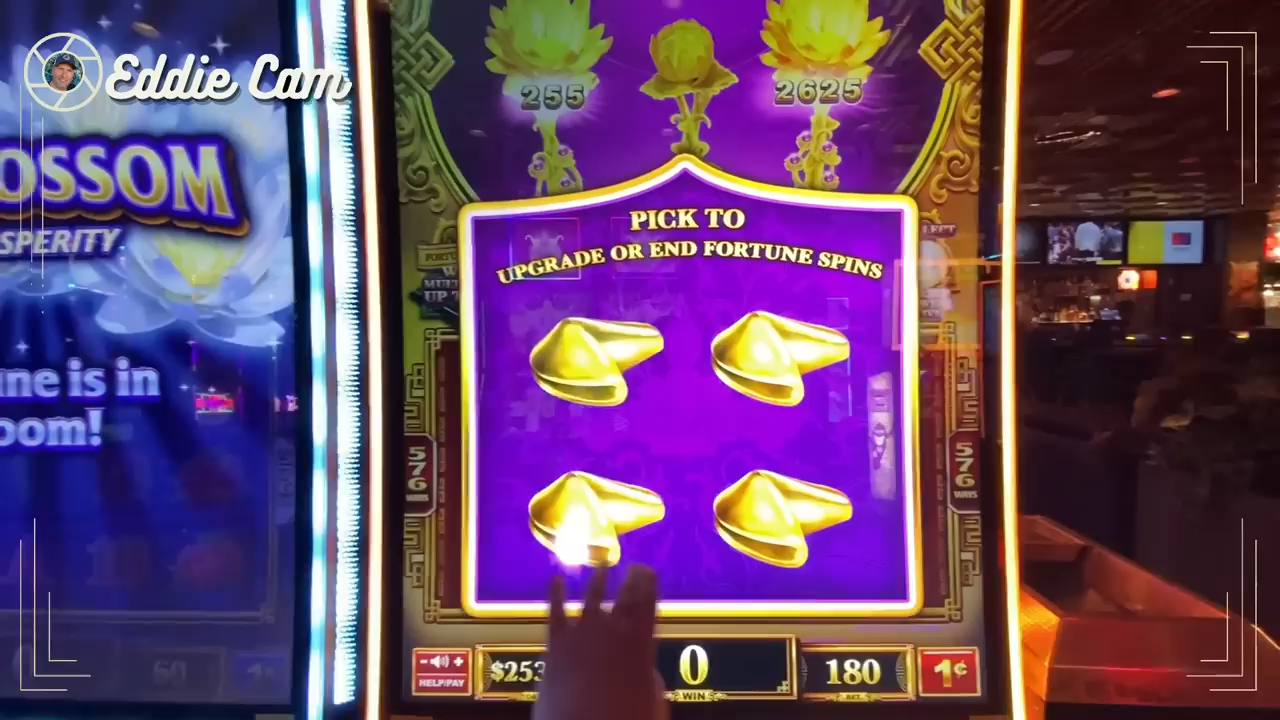 Eddie Cam
OSSOM
SPERITY
une is in
oom!
255
2625
PICK TO
UPGRADE OR END FORTUNE SPINS
576
WAYS
576
WAYS
- +
HELP/PAY
$253
0
WIN
180
BET
1¢